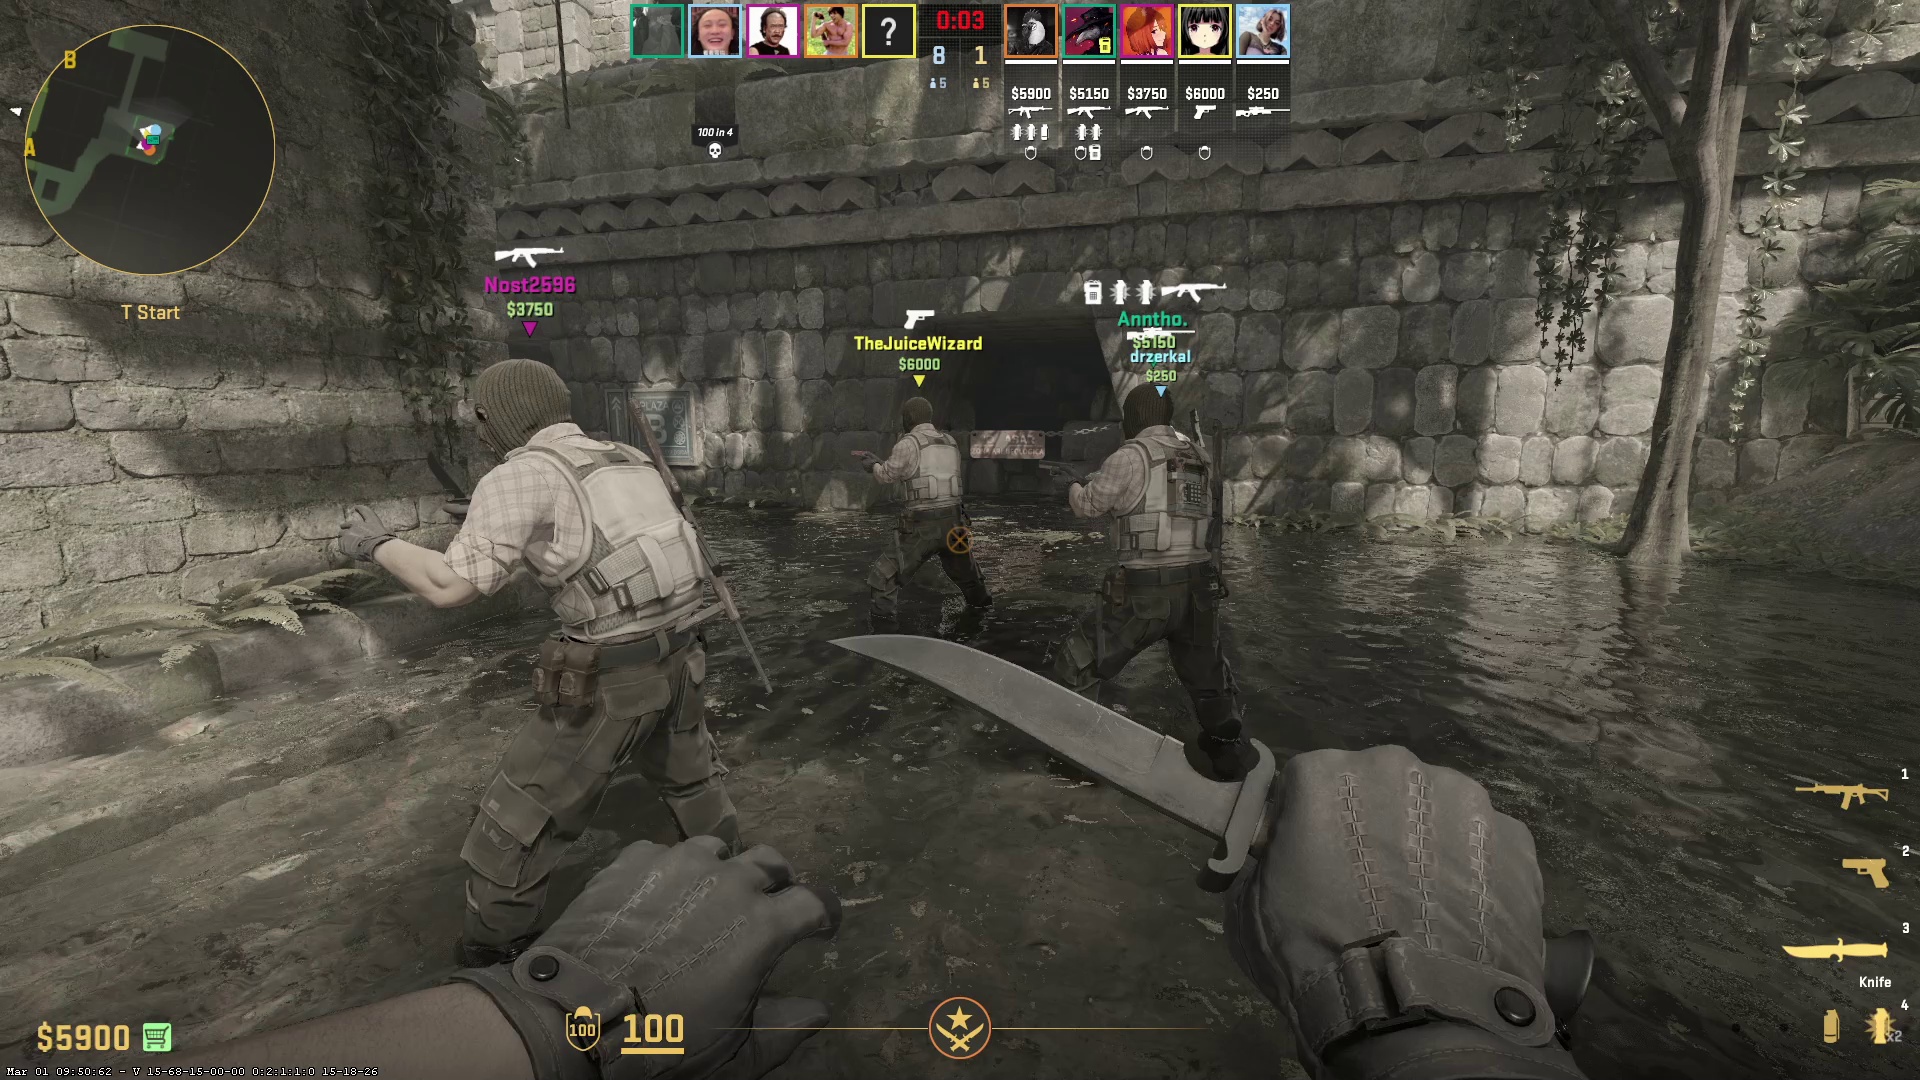 B
A
T Start
?
0:03
8 1
5 5
100 in 4
$5900 $5150 $3750 $6000 $250
Nost2596
$3750
TheJuiceWizard
$6000
Anntho.
$5150
drzerkal
$250
PLAZA
B
1
2
3
Knife
4
x2
$5900
100
100
Mar 01 09:50:62 - V 15-68-15-00-00 0:2:1:1:0 15-18-26